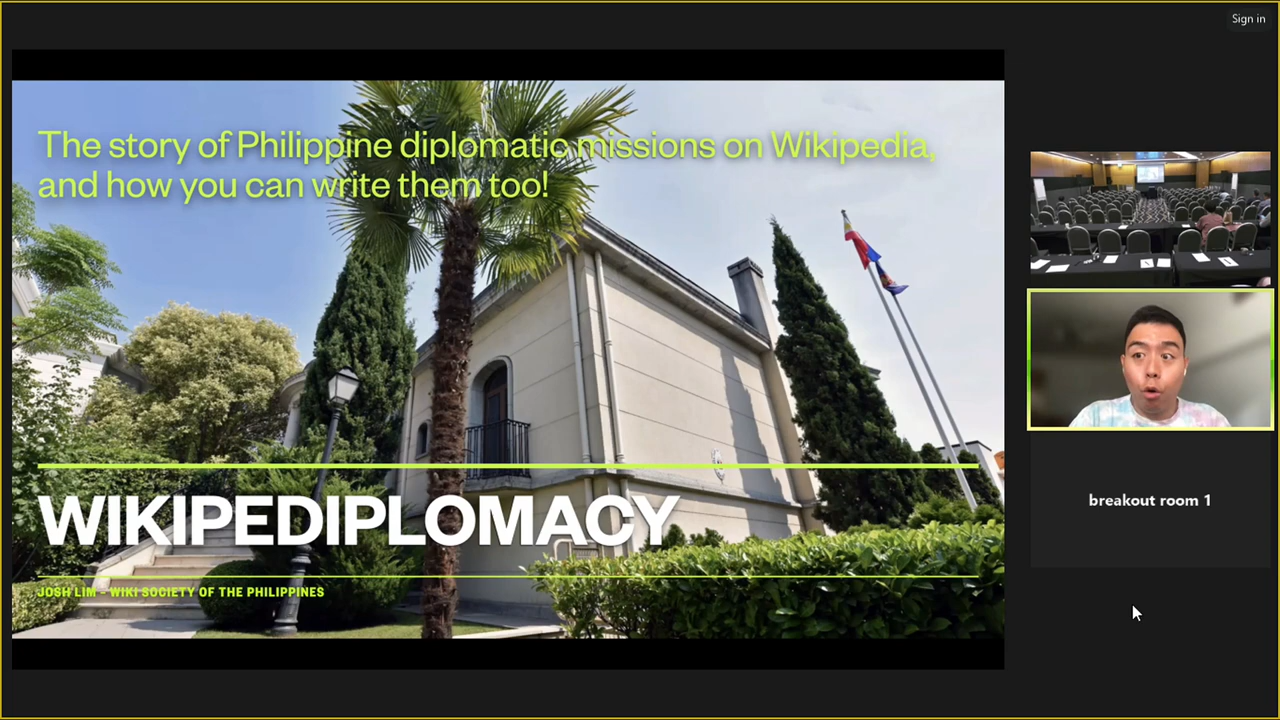 Sign in
The story of Philippine diplomatic missions on Wikipedia,
and how you can write them too!
WIKIPEDIPLOMACY
JOSH LIM – WIKI SOCIETY OF THE PHILIPPINES
breakout room 1